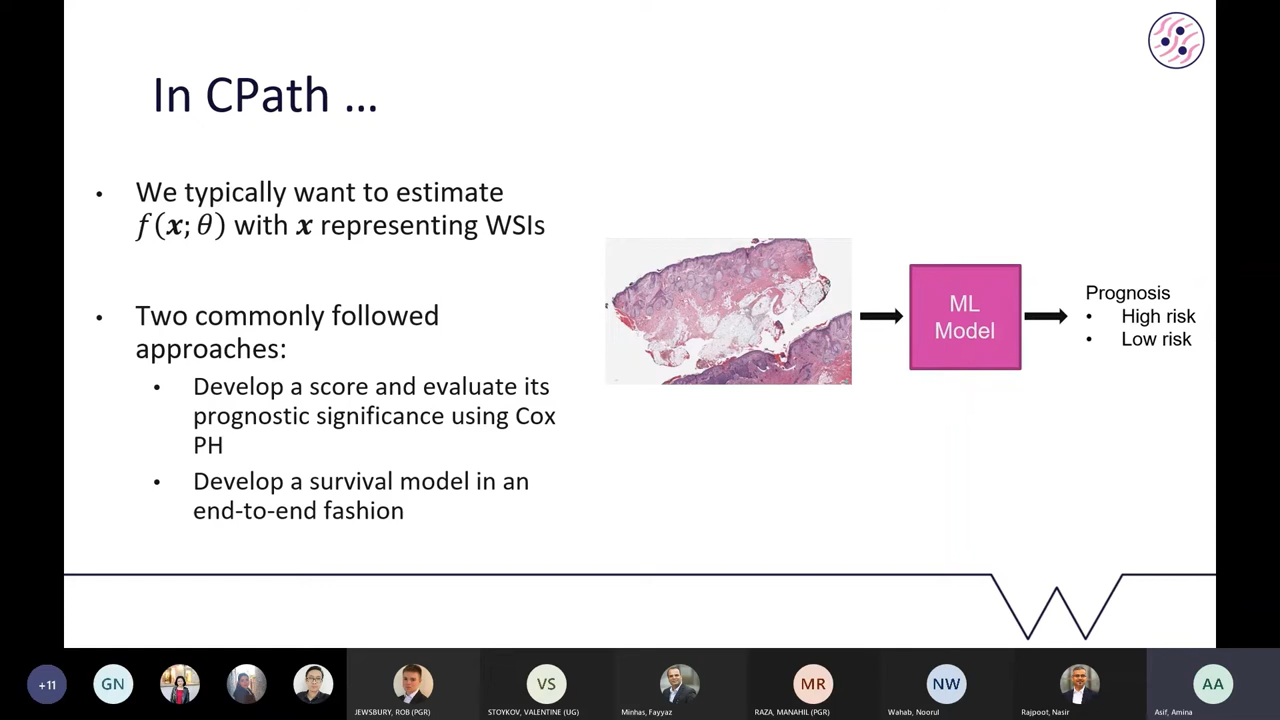 In CPath ...
• We typically want to estimate
f(x; θ) with x representing WSIs
• Two commonly followed
approaches:
• Develop a score and evaluate its
prognostic significance using Cox
PH
• Develop a survival model in an
end-to-end fashion
ML
Model
Prognosis
• High risk
• Low risk
+11
GN
JEWSBURY, ROB (PGR)
VS
STOYKOV, VALENTINE (UG)
Minhas, Fayyaz
MR
RAZA, MANAHIL (PGR)
NW
Wahab, Noorul
Rajpoot, Nasir
AA
Asif, Amina